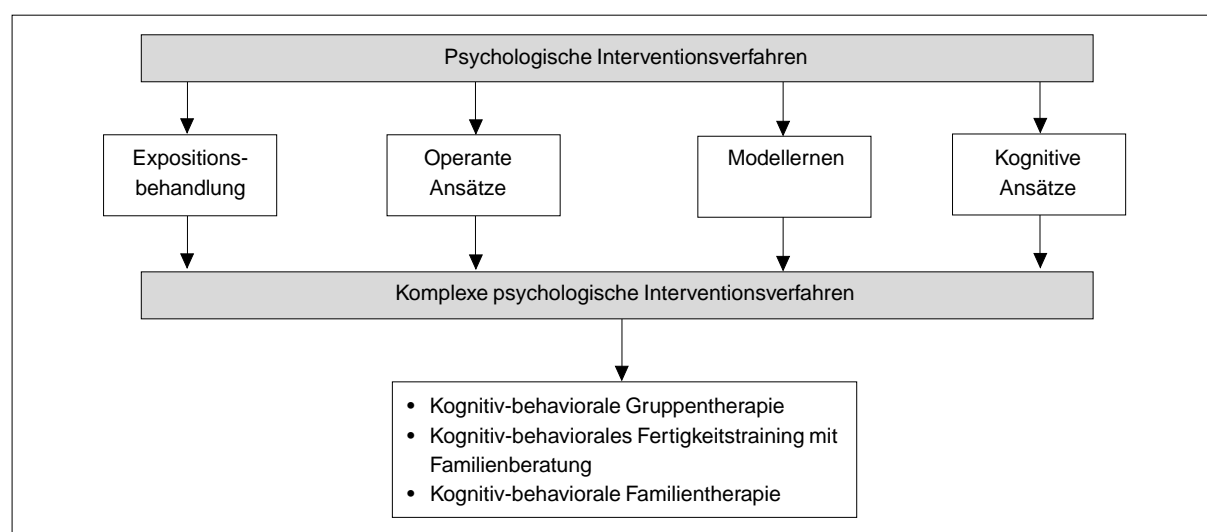 Psychologische Interventionsverfahren
Expositions-
behandlung
Operante
Ansätze
Modellernen
Kognitive
Ansätze
Komplexe psychologische Interventionsverfahren
• Kognitiv-behaviorale Gruppentherapie
• Kognitiv-behaviorales Fertigkeitstraining mit
Familienberatung
• Kognitiv-behaviorale Familientherapie